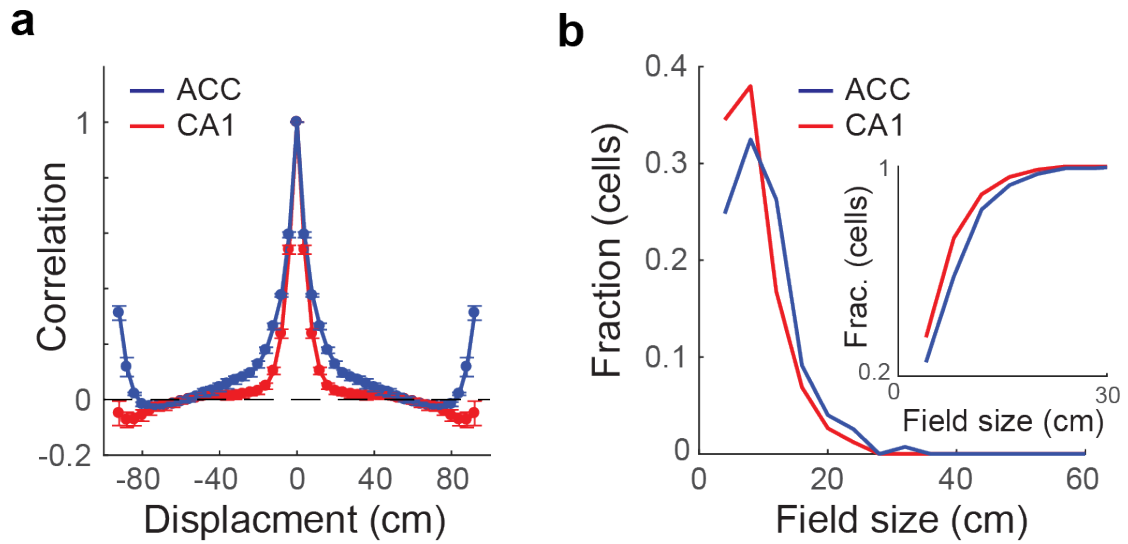 a
ACC
CA1
Correlation
1
0
-0.2
-80
-40
0
40
80
Displacment (cm)
b
ACC
CA1
Fraction (cells)
0.4
0.3
0.2
0.1
0
0
20
40
60
Field size (cm)
Frac. (cells)
1
0.2
0
30
Field size (cm)